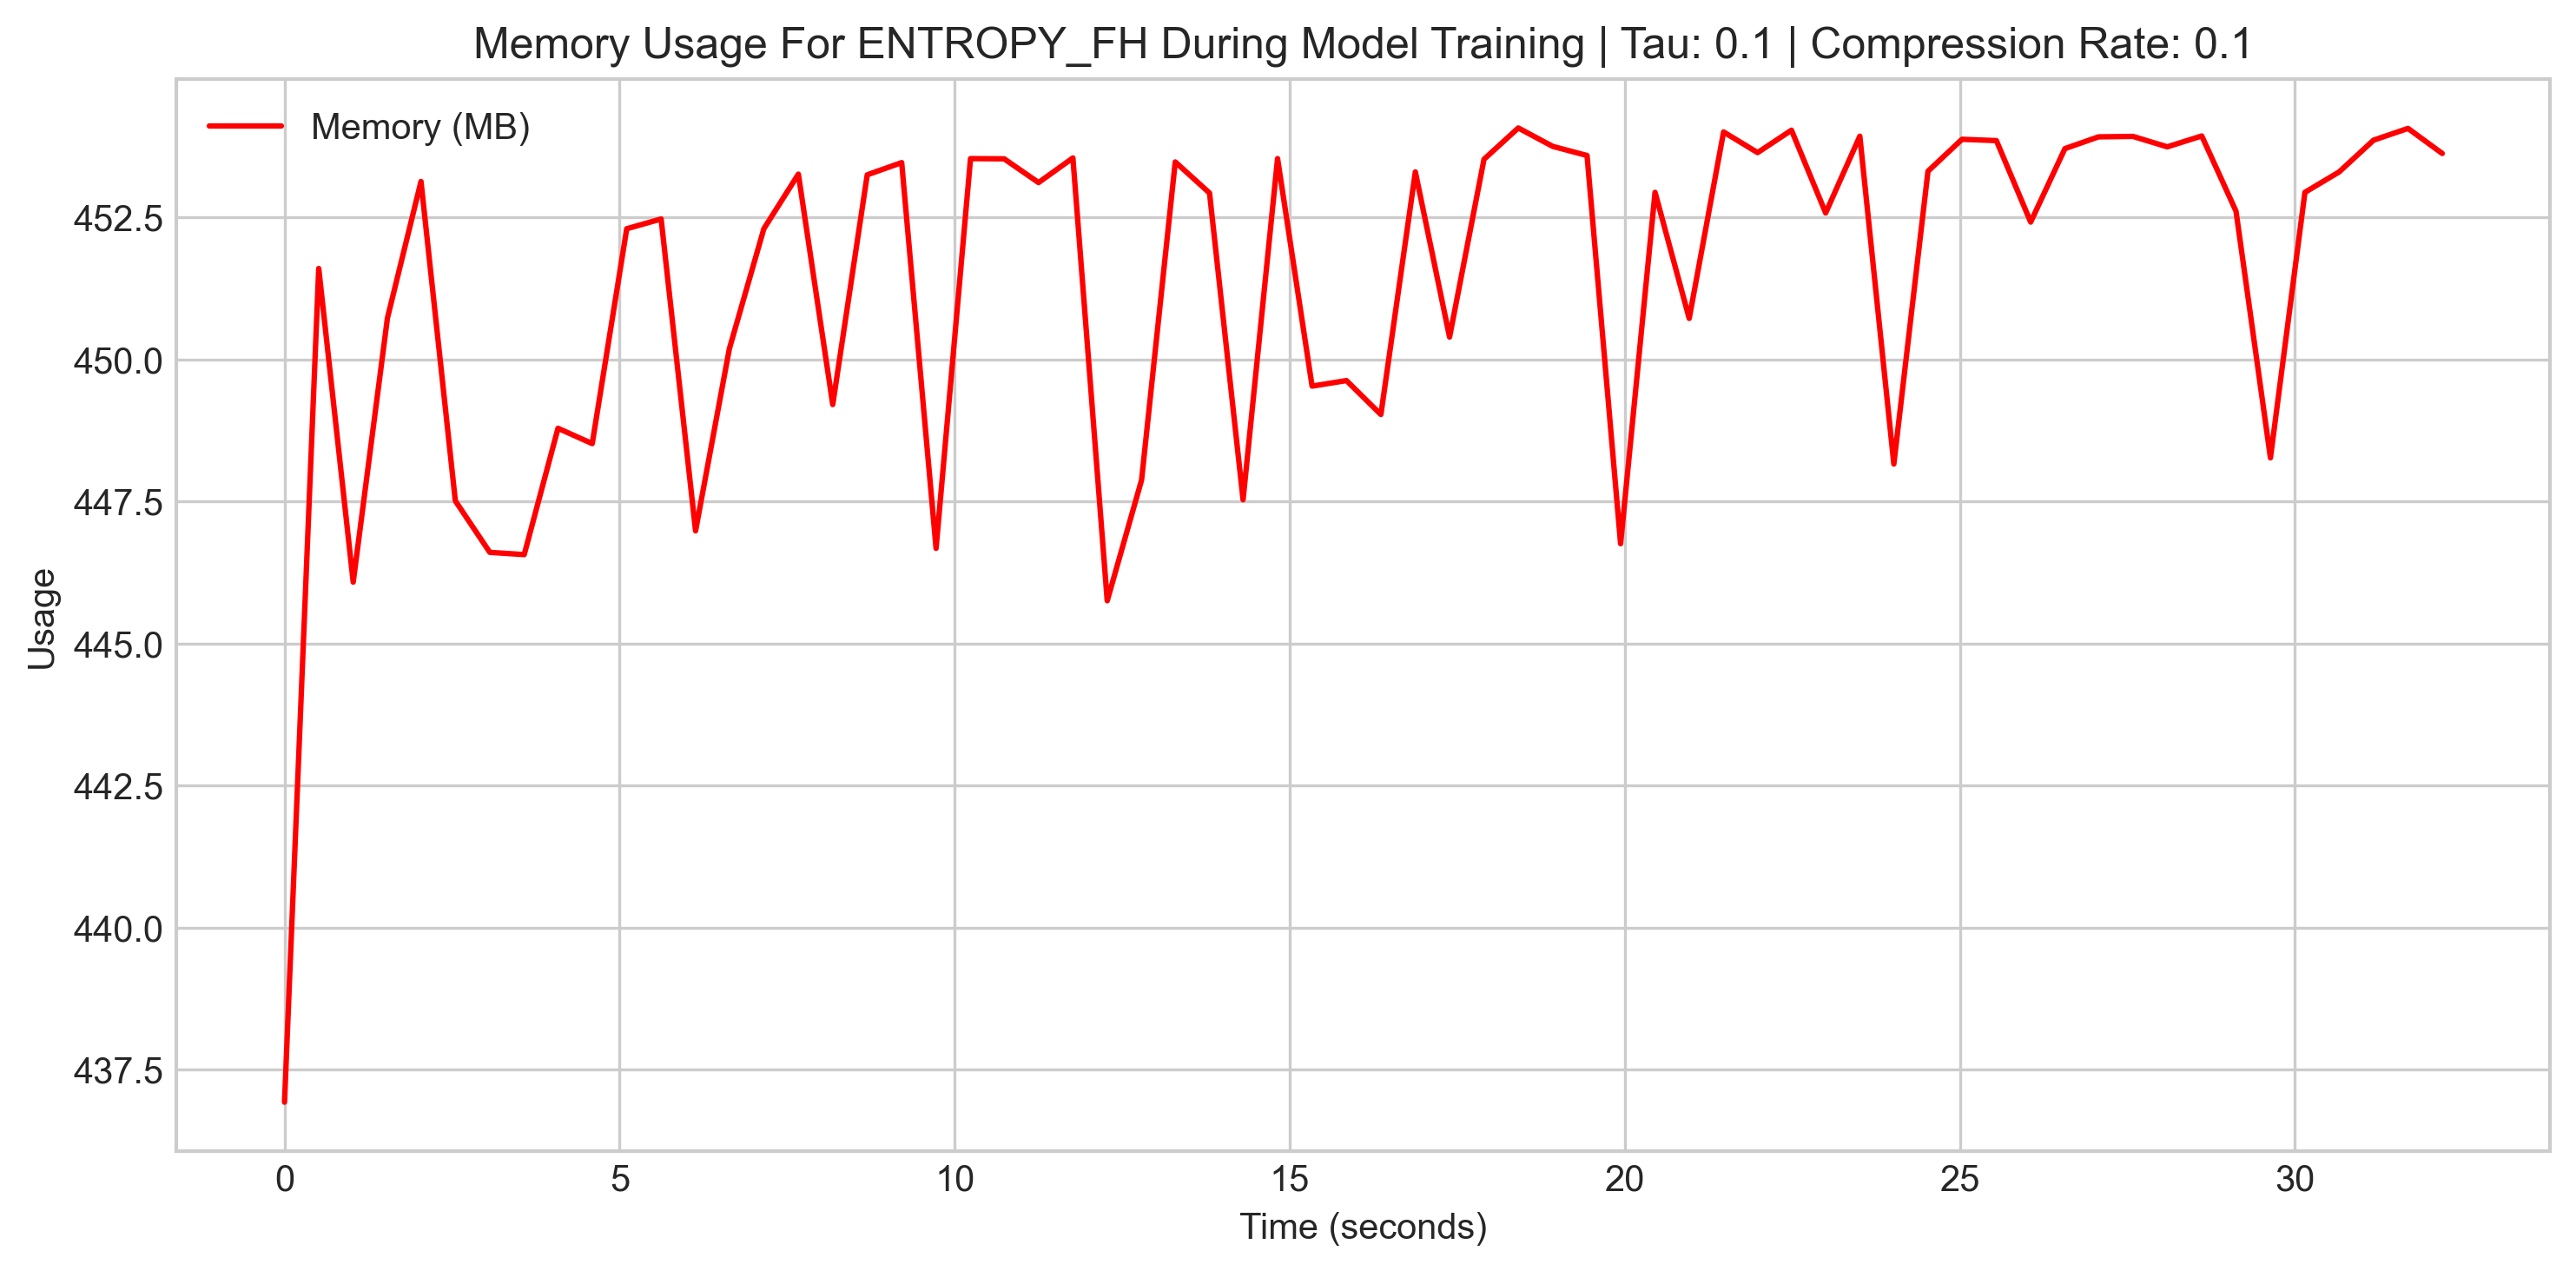 Memory Usage For ENTROPY_FH During Model Training | Tau: 0.1 | Compression Rate: 0.1
Memory (MB)
452.5
450.0
447.5
445.0
442.5
440.0
437.5
Usage
0 5 10 15 20 25 30
Time (seconds)